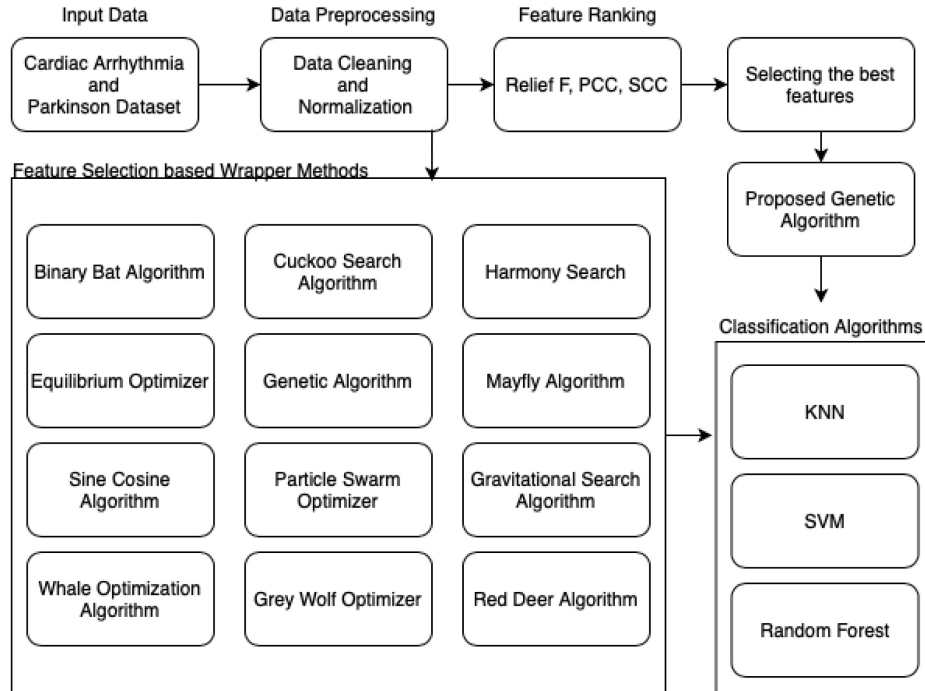 Input Data
Data Preprocessing
Feature Ranking
Cardiac Arrhythmia
and
Parkinson Dataset
Data Cleaning
and
Normalization
Relief F, PCC, SCC
Selecting the best
features
Feature Selection based Wrapper Methods
Proposed Genetic
Algorithm
Binary Bat Algorithm
Cuckoo Search
Algorithm
Harmony Search
Equilibrium Optimizer
Genetic Algorithm
Mayfly Algorithm
Sine Cosine
Algorithm
Particle Swarm
Optimizer
Gravitational Search
Algorithm
Whale Optimization
Algorithm
Grey Wolf Optimizer
Red Deer Algorithm
Classification Algorithms
KNN
SVM
Random Forest